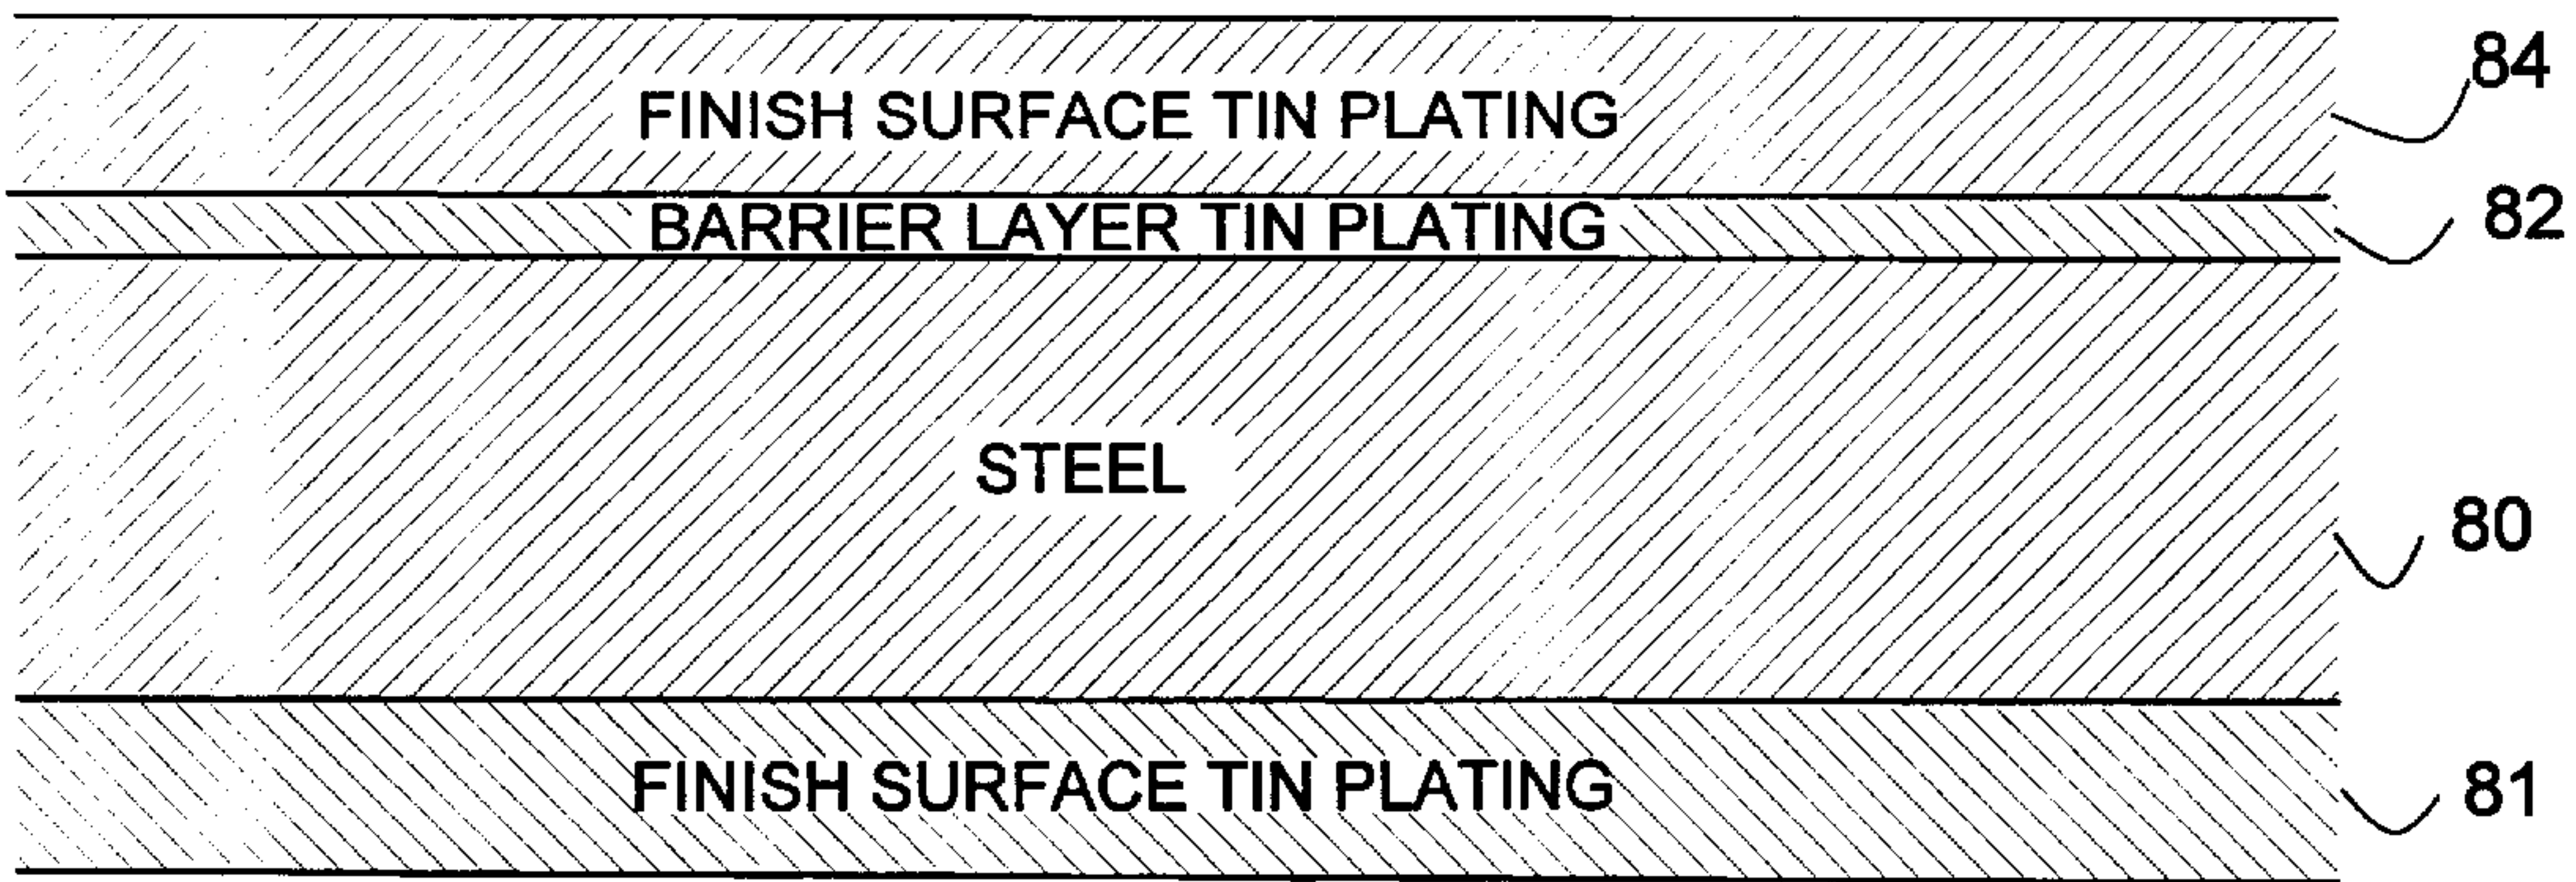 84
FINISH SURFACE TIN PLATING
BARRIER LAYER TIN PLATING
82
STEEL
80
FINISH SURFACE TIN PLATING
81